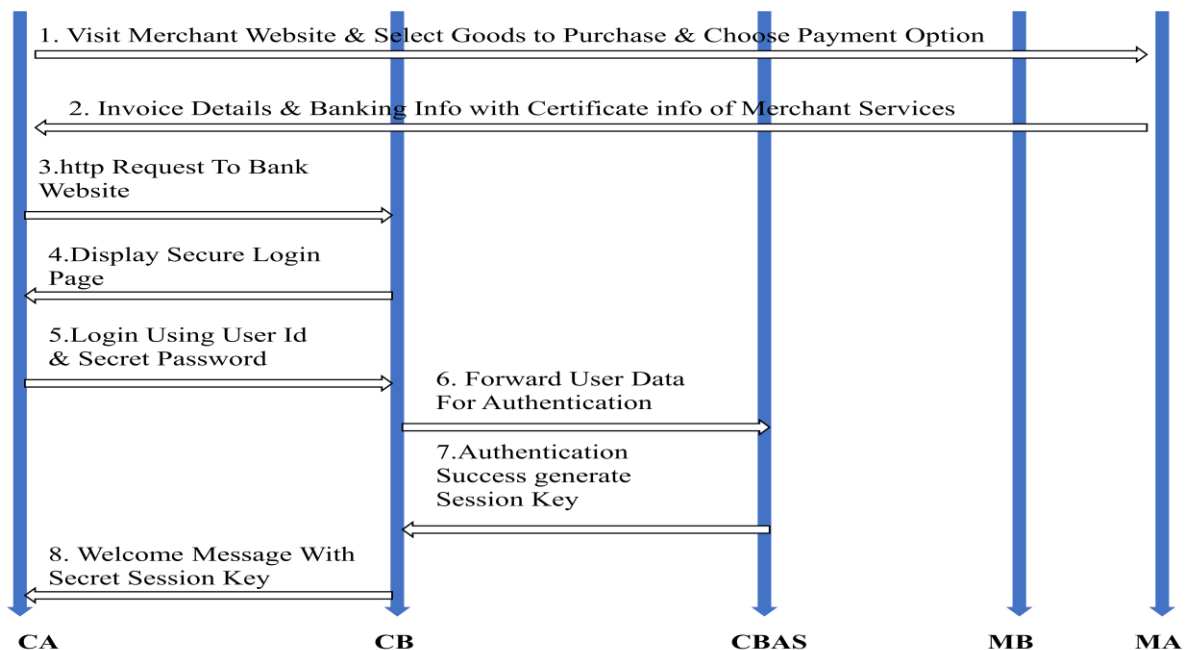 1. Visit Merchant Website & Select Goods to Purchase & Choose Payment Option
2. Invoice Details & Banking Info with Certificate info of Merchant Services
3.http Request To Bank
Website
4.Display Secure Login
Page
5.Login Using User Id
& Secret Password
6. Forward User Data
For Authentication
7.Authentication
Success generate
Session Key
8. Welcome Message With
Secret Session Key
CA CB CBAS MB MA